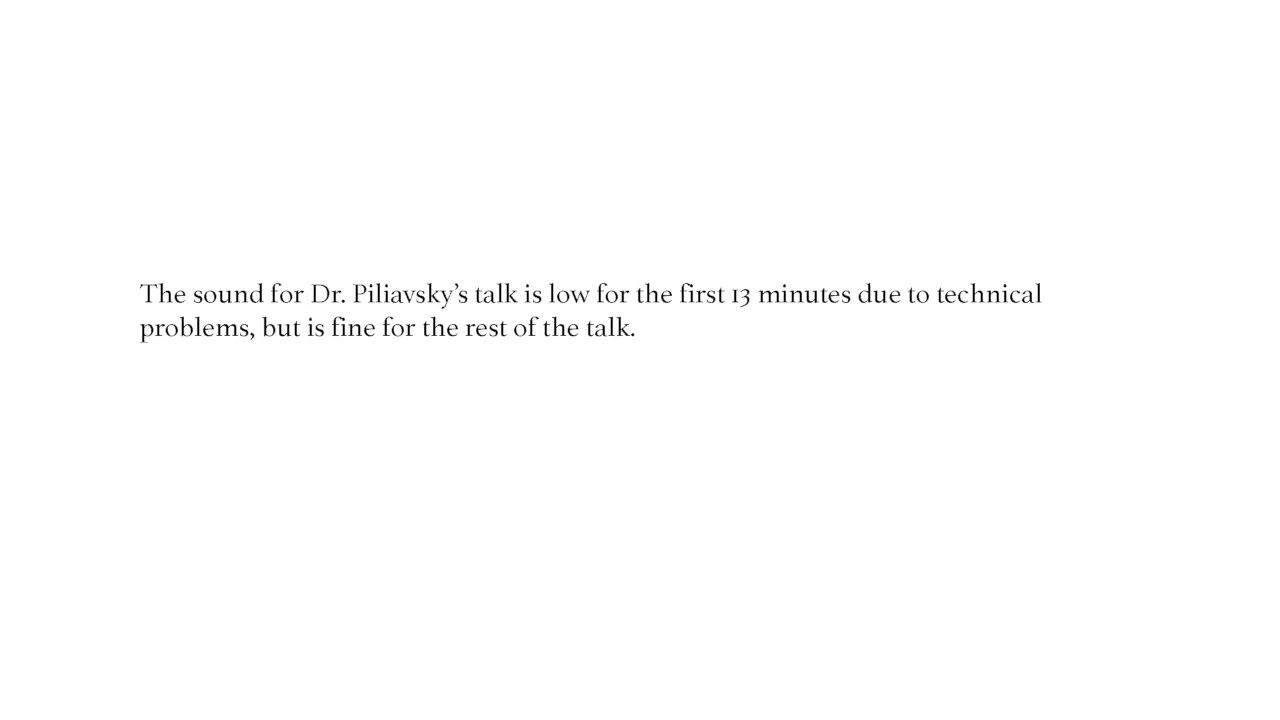 The sound for Dr. Piliavsky’s talk is low for the first 13 minutes due to technical
problems, but is fine for the rest of the talk.